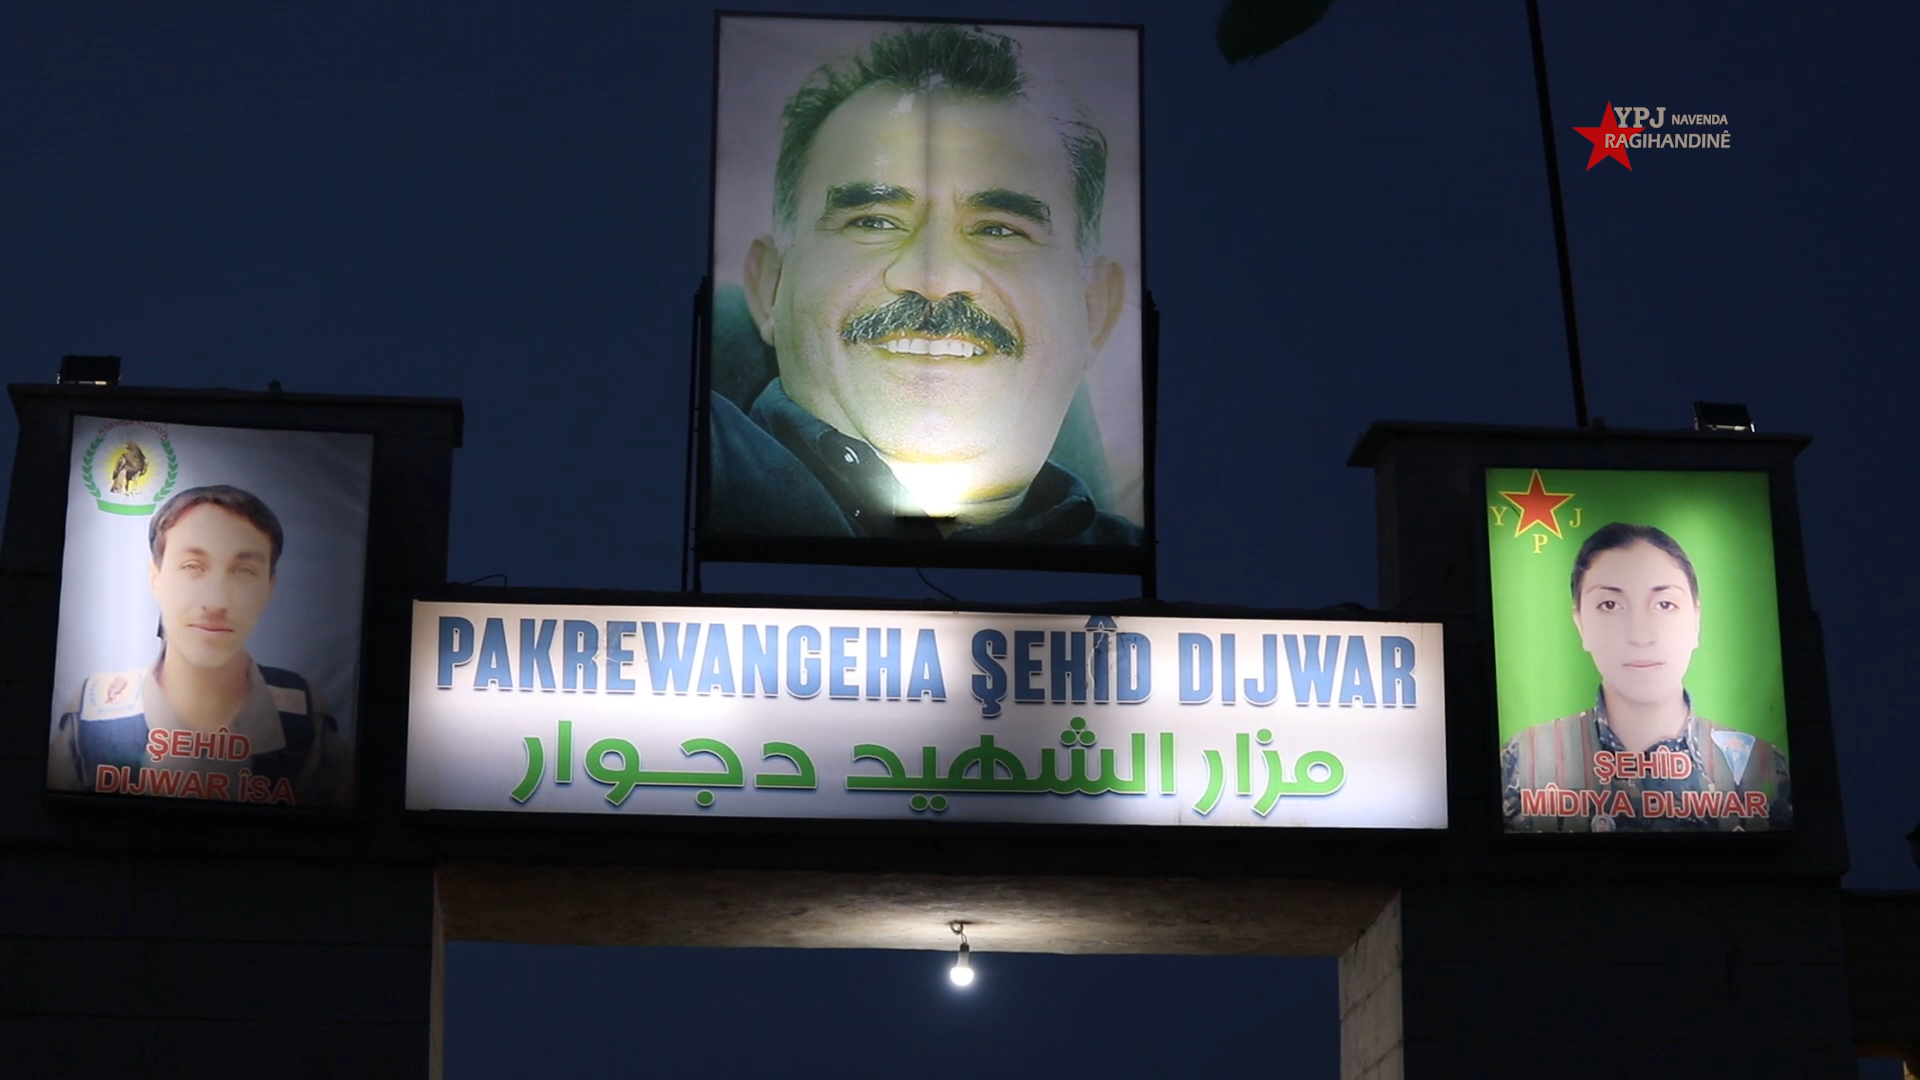 YPJ NAVENDA
RAGIHANDINÊ
Y J
P
ŞEHÎD
DIJWAR ÎSA
PAKREWANGEHA ŞEHÎD DIJWAR
مزار الشهيد دجوار
ŞEHÎD
MÎDIYA DIJWAR